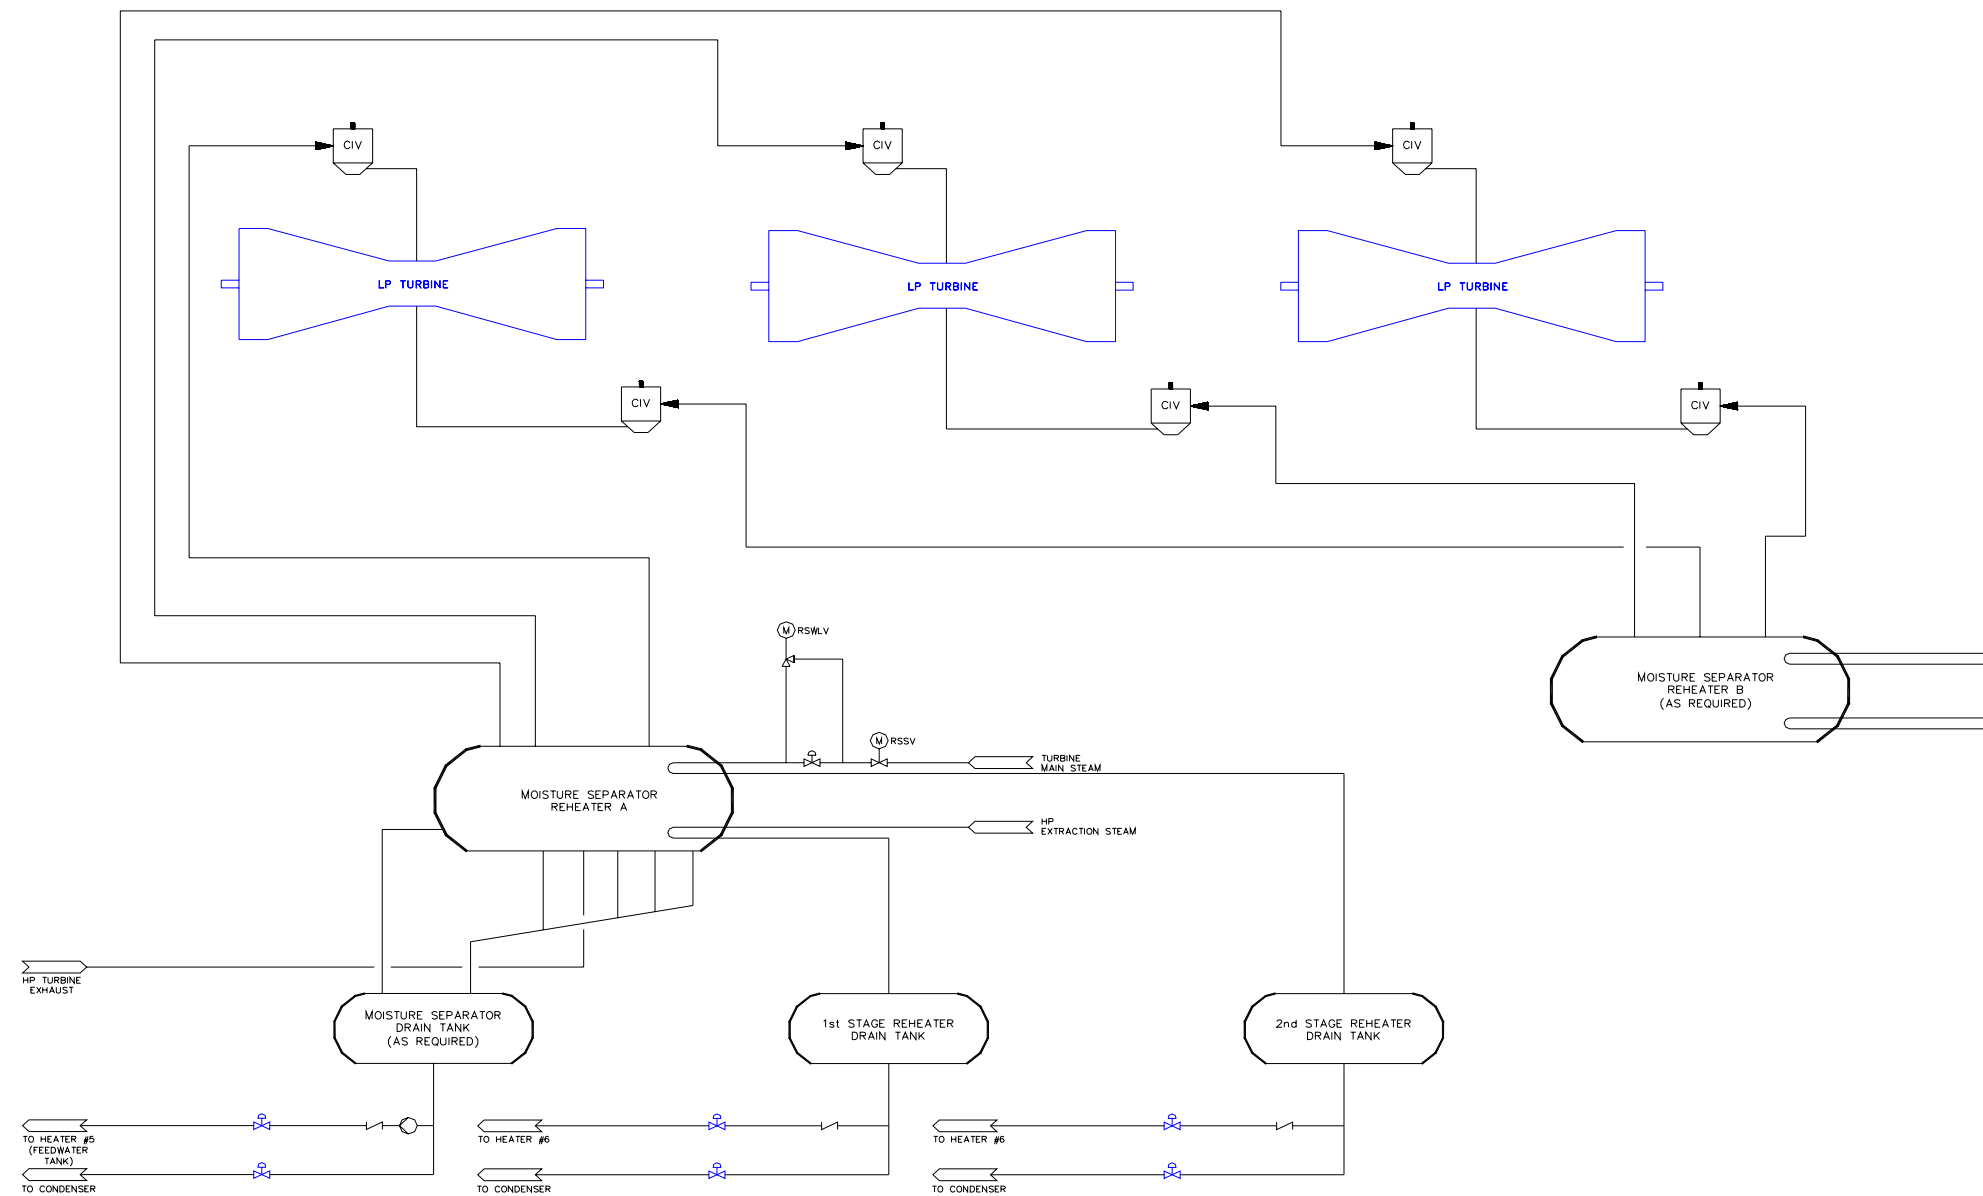 CIV
CIV
CIV
LP TURBINE
LP TURBINE
LP TURBINE
CIV
CIV
CIV
M RSWLV
MOISTURE SEPARATOR
REHEATER B
(AS REQUIRED)
M RSSV
TURBINE
MAIN STEAM
MOISTURE SEPARATOR
REHEATER A
HP
EXTRACTION STEAM
HP TURBINE
EXHAUST
MOISTURE SEPARATOR
DRAIN TANK
(AS REQUIRED)
1st STAGE REHEATER
DRAIN TANK
2nd STAGE REHEATER
DRAIN TANK
TO HEATER #5
(FEEDWATER
TANK)
TO CONDENSER
TO HEATER #6
TO CONDENSER
TO HEATER #6
TO CONDENSER